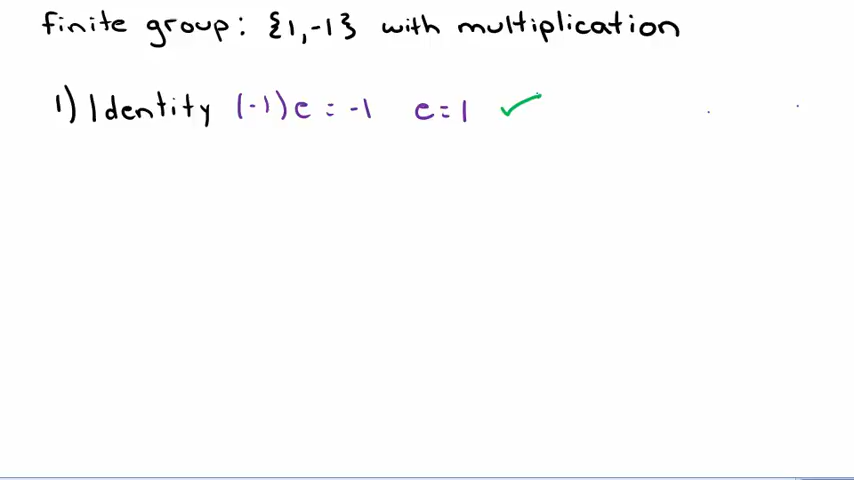 finite group: {1,-1} with multiplication
1) Identity (-1)e = -1 e=1 ✓